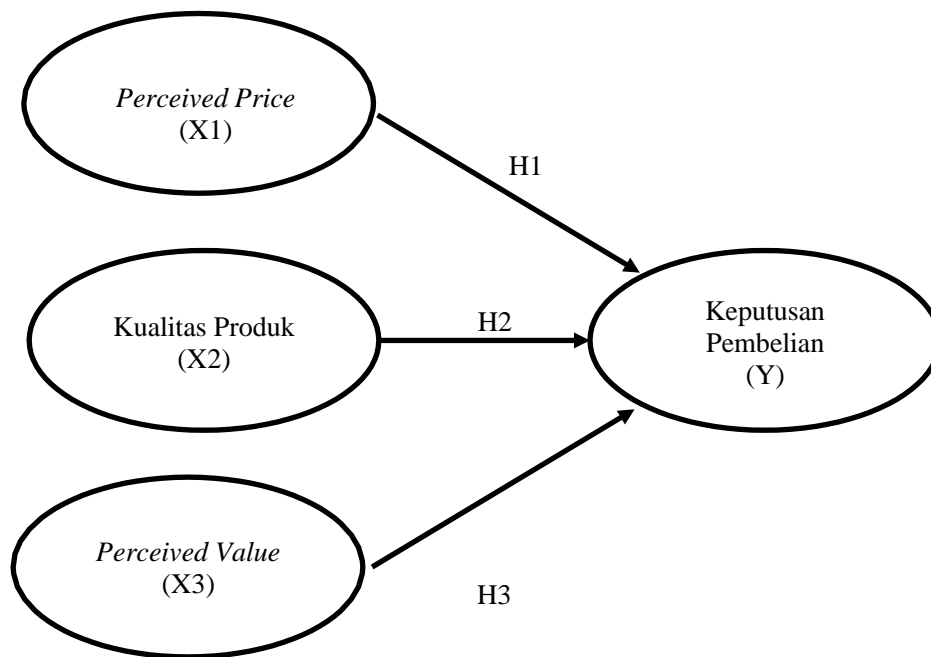 Perceived Price
(X1)
H1
Kualitas Produk
(X2)
H2
Keputusan
Pembelian
(Y)
Perceived Value
(X3)
H3